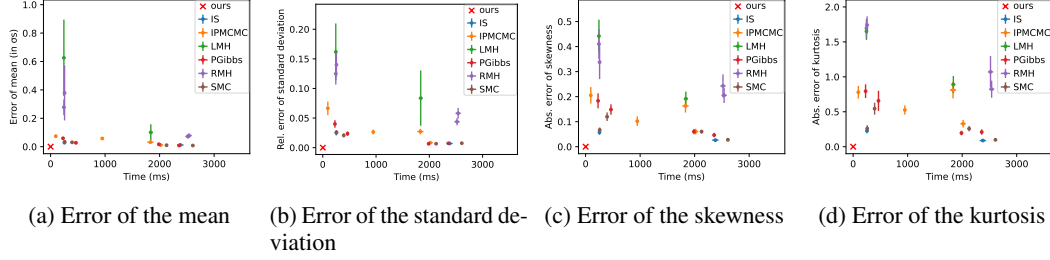 Error of mean (in σs)
1.0
0.8
0.6
0.4
0.2
0.0
0 1000 2000 3000
Time (ms)
ours
IS
IPMCMC
LMH
PGibbs
RMH
SMC
(a) Error of the mean
Rel. error of standard deviation
0.20
0.15
0.10
0.05
0.00
0 1000 2000 3000
Time (ms)
ours
IS
IPMCMC
LMH
PGibbs
RMH
SMC
(b) Error of the standard de-
viation
Abs. error of skewness
0.5
0.4
0.3
0.2
0.1
0.0
0 1000 2000 3000
Time (ms)
ours
IS
IPMCMC
LMH
PGibbs
RMH
SMC
(c) Error of the skewness
Abs. error of kurtosis
2.0
1.5
1.0
0.5
0.0
0 1000 2000 3000
Time (ms)
ours
IS
IPMCMC
LMH
PGibbs
RMH
SMC
(d) Error of the kurtosis